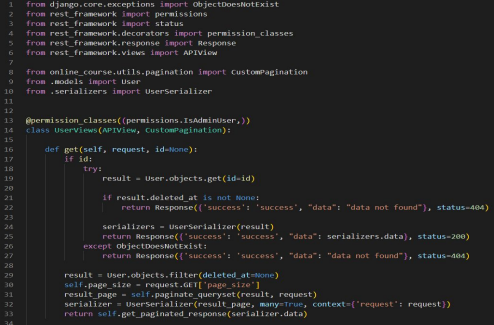 1 from django.core.exceptions import ObjectDoesNotExist
2 from rest_framework import permissions
3 from rest_framework import status
4 from rest_framework.decorators import permission_classes
5 from rest_framework.response import Response
6 from rest_framework.views import APIView
7
8 from online_course.utils.pagination import CustomPagination
9 from .models import User
10 from .serializers import UserSerializer
11
12
13 @permission_classes((permissions.IsAdminUser,))
14 class UserViews(APIView, CustomPagination):
15
16     def get(self, request, id=None):
17         if id:
18             try:
19                 result = User.objects.get(id=id)
20
21                 if result.deleted_at is not None:
22                     return Response({'success': 'success', "data": "data not found"}, status=404)
23
24                 serializers = UserSerializer(result)
25                 return Response({'success': 'success', "data": serializers.data}, status=200)
26             except ObjectDoesNotExist:
27                 return Response({'success': 'success', "data": "data not found"}, status=404)
28
29         result = User.objects.filter(deleted_at=None)
30         self.page_size = request.GET['page_size']
31         result_page = self.paginate_queryset(result, request)
32         serializer = UserSerializer(result_page, many=True, context={'request': request})
33         return self.get_paginated_response(serializer.data)
34